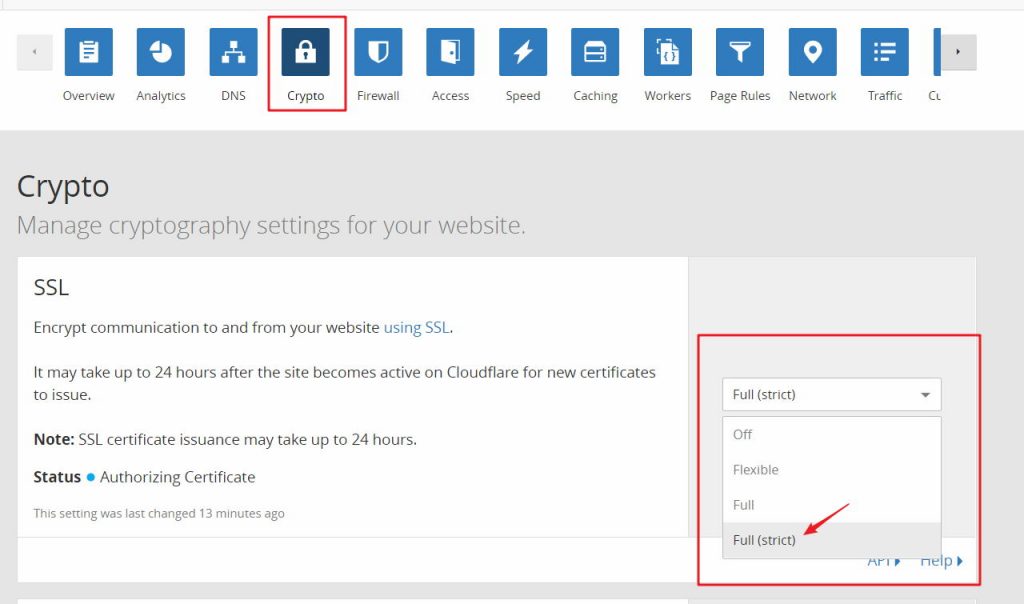 Overview Analytics DNS Crypto Firewall Access Speed Caching Workers Page Rules Network Traffic Cu
Crypto
Manage cryptography settings for your website.
SSL
Encrypt communication to and from your website using SSL.
It may take up to 24 hours after the site becomes active on Cloudflare for new certificates
to issue.
Note: SSL certificate issuance may take up to 24 hours.
Status Authorizing Certificate
This setting was last changed 13 minutes ago
Full (strict)
Off
Flexible
Full
Full (strict)
API Help